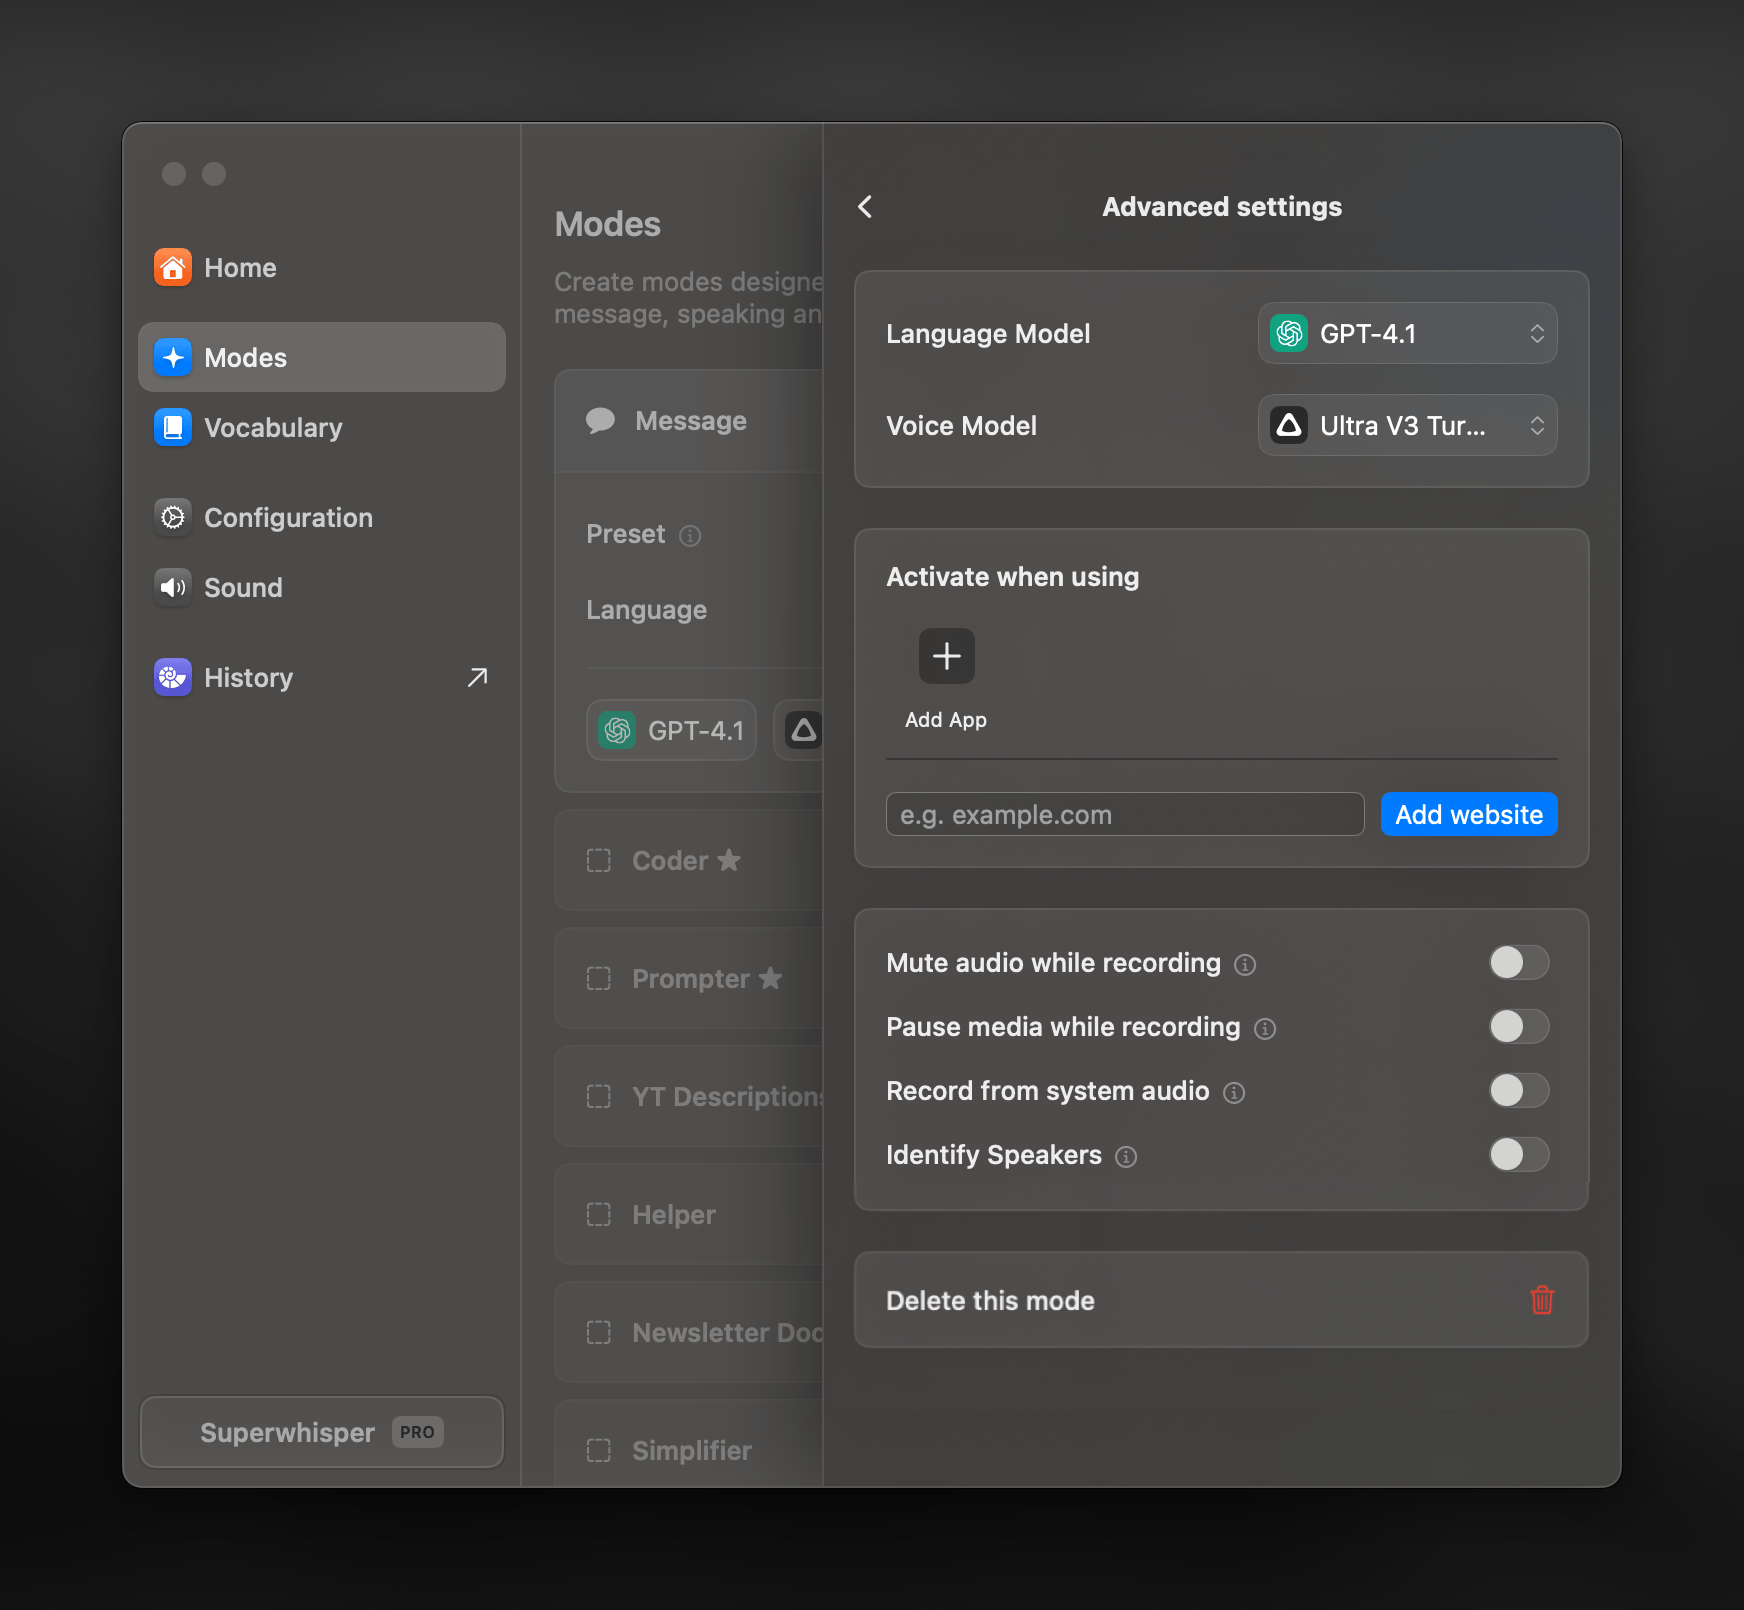 Home
Modes
Vocabulary
Configuration
Sound
History
Superwhisper PRO
Modes
Create modes designe
message, speaking an
Message
Preset
Language
GPT-4.1
Coder
Prompter
YT Descriptions
Helper
Newsletter Doc
Simplifier
Advanced settings
Language Model
GPT-4.1
Voice Model
Ultra V3 Tur...
Activate when using
Add App
e.g. example.com
Add website
Mute audio while recording
Pause media while recording
Record from system audio
Identify Speakers
Delete this mode